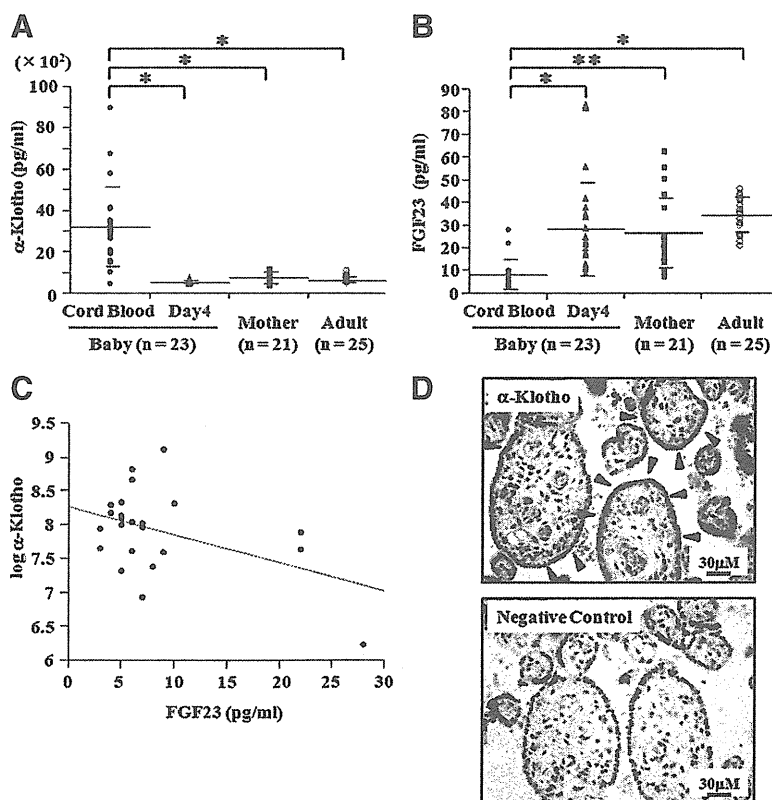 A
(× 10²)
*
*
*
100
80
60
40
20
0
α-Klotho (pg/ml)
Cord Blood Day4
Baby (n = 23)
Mother
(n = 21)
Adult
(n = 25)
B
*
**
*
90
80
70
60
50
40
30
20
10
0
FGF23 (pg/ml)
Cord Blood Day4
Baby (n = 23)
Mother
(n = 21)
Adult
(n = 25)
C
9.5
9
8.5
8
7.5
7
6.5
6
log α-Klotho
0 5 10 15 20 25 30
FGF23 (pg/ml)
D
α-Klotho
30μM
Negative Control
30μM